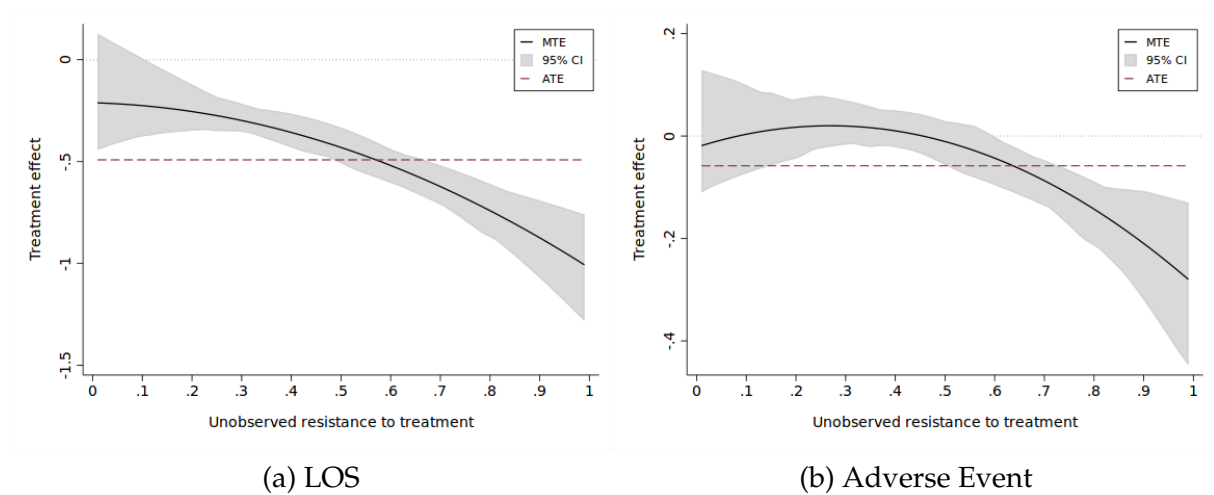 MTE
95% CI
ATE
0
-.5
-1
-1.5
Treatment effect
0 .1 .2 .3 .4 .5 .6 .7 .8 .9 1
Unobserved resistance to treatment
(a) LOS
MTE
95% CI
ATE
.2
0
-.2
-.4
Treatment effect
0 .1 .2 .3 .4 .5 .6 .7 .8 .9 1
Unobserved resistance to treatment
(b) Adverse Event